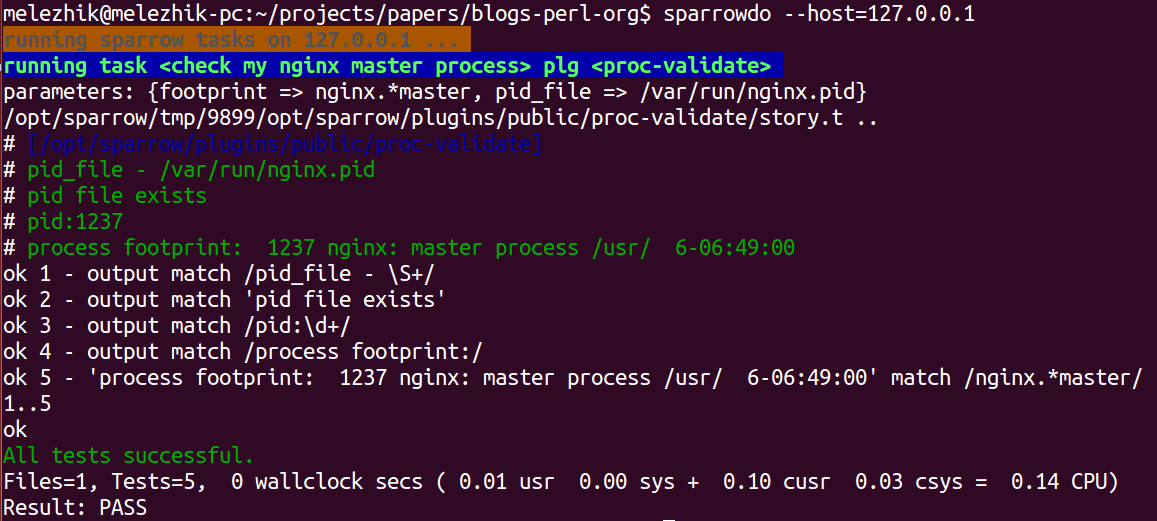 melezhik@melezhik-pc:~/projects/papers/blogs-perl-org$ sparrowdo --host=127.0.0.1
running sparrow tasks on 127.0.0.1 ...
running task <check my nginx master process> plg <proc-validate>
parameters: {footprint => nginx.*master, pid_file => /var/run/nginx.pid}
/opt/sparrow/tmp/9899/opt/sparrow/plugins/public/proc-validate/story.t ..
# [/opt/sparrow/plugins/public/proc-validate]
# pid_file - /var/run/nginx.pid
# pid file exists
# pid:1237
# process footprint:  1237 nginx: master process /usr/  6-06:49:00
ok 1 - output match /pid_file - \S+/
ok 2 - output match 'pid file exists'
ok 3 - output match /pid:\d+/
ok 4 - output match /process footprint:/
ok 5 - 'process footprint:  1237 nginx: master process /usr/  6-06:49:00' match /nginx.*master/
1..5
ok
All tests successful.
Files=1, Tests=5,  0 wallclock secs ( 0.01 usr  0.00 sys +  0.10 cusr  0.03 csys =  0.14 CPU)
Result: PASS